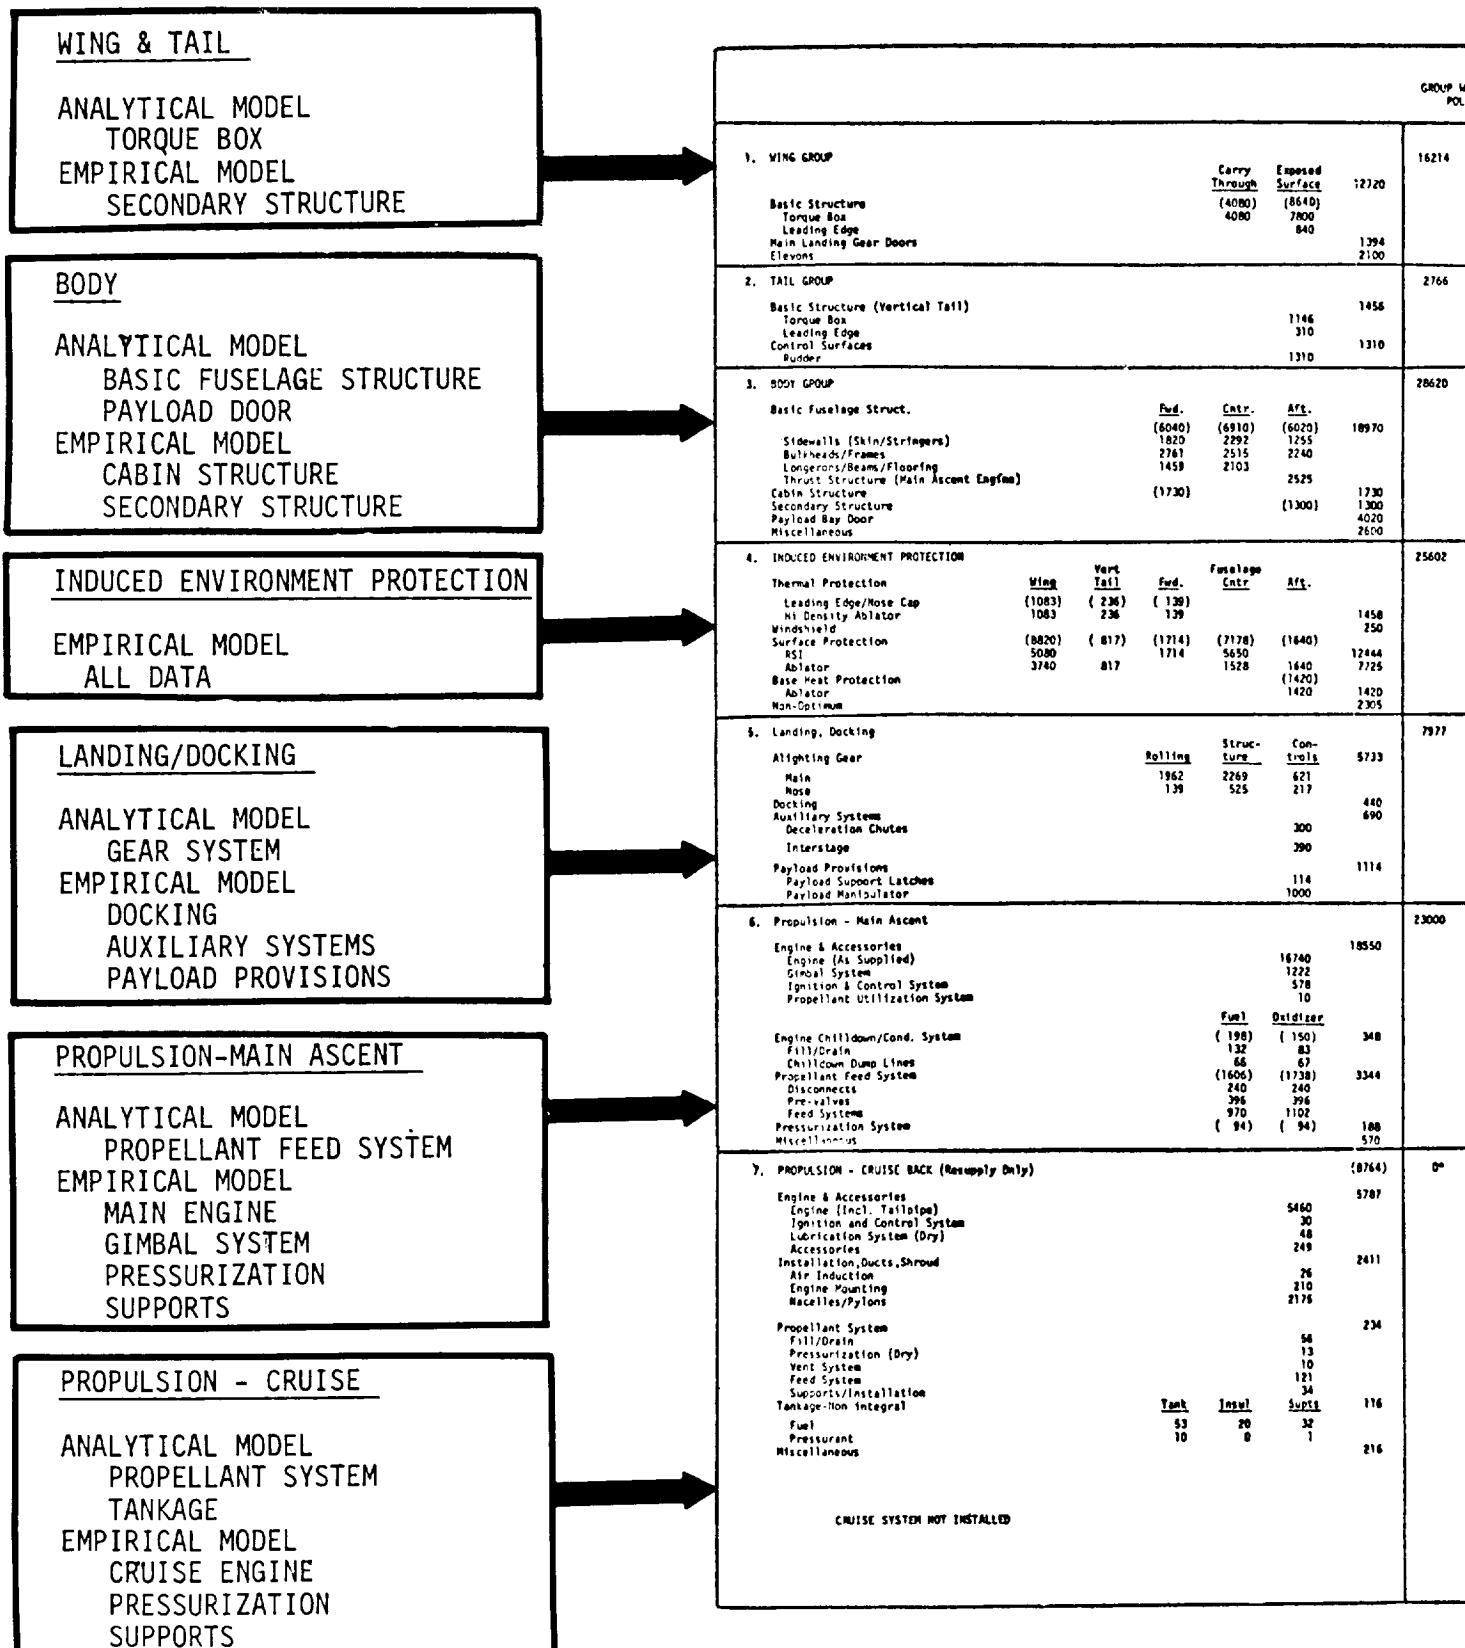 WING & TAIL
ANALYTICAL MODEL
TORQUE BOX
EMPIRICAL MODEL
SECONDARY STRUCTURE
BODY
ANALYTICAL MODEL
BASIC FUSELAGE STRUCTURE
PAYLOAD DOOR
EMPIRICAL MODEL
CABIN STRUCTURE
SECONDARY STRUCTURE
INDUCED ENVIRONMENT PROTECTION
EMPIRICAL MODEL
ALL DATA
LANDING/DOCKING
ANALYTICAL MODEL
GEAR SYSTEM
EMPIRICAL MODEL
DOCKING
AUXILIARY SYSTEMS
PAYLOAD PROVISIONS
PROPULSION-MAIN ASCENT
ANALYTICAL MODEL
PROPELLANT FEED SYSTEM
EMPIRICAL MODEL
MAIN ENGINE
GIMBAL SYSTEM
PRESSURIZATION
SUPPORTS
PROPULSION - CRUISE
ANALYTICAL MODEL
PROPELLANT SYSTEM
TANKAGE
EMPIRICAL MODEL
CRUISE ENGINE
PRESSURIZATION
SUPPORTS
GROUP W
POL
1. WING GROUP 16214
Carry Exposed
Through Surface 12720
Basic Structure (4080) (8640)
Torque Box 4080 7800
Leading Edge 840
Main Landing Gear Doors 1394
Elevons 2100
2. TAIL GROUP 2766
Basic Structure (Vertical Tail) 1456
Torque Box 1146
Leading Edge 310
Control Surfaces 1310
Rudder 1310
3. BODY GROUP 28620
Basic Fuselage Struct. Fwd. Cntr. Aft.
(6040) (6910) (6020) 18970
Sidewalls (Skin/Stringers) 1820 2292 1255
Bulkheads/Frames 2761 2515 2240
Longerons/Beams/Flooring 1459 2103
Thrust Structure (Main Ascent Engine) 2525
Cabin Structure (1730) 1730
Secondary Structure (1300) 1300
Payload Bay Door 4020
Miscellaneous 2600
4. INDUCED ENVIRONMENT PROTECTION 25602
Vert Fuselage
Thermal Protection Wing Tail Fwd. Cntr Aft.
Leading Edge/Nose Cap (1083) ( 236) ( 139)
Hi Density Ablator 1083 236 139 1458
Windshield 250
Surface Protection (8820) ( 817) (1714) (7178) (1640)
RSI 5080 1714 5650 12444
Ablator 3740 817 1528 1640 7725
Base Heat Protection (1420)
Ablator 1420 1420
Non-Optimum 2305
5. Landing, Docking 7977
Struc- Con-
Alighting Gear Rolling ture trols 5733
Main 1962 2269 621
Nose 139 525 217
Docking 440
Auxiliary Systems 690
Deceleration Chutes 300
Interstage 390
Payload Provisions 1114
Payload Support Latches 114
Payload Manipulator 1000
6. Propulsion - Main Ascent 23000
Engine & Accessories 18550
Engine (As Supplied) 16740
Gimbal System 1222
Ignition & Control System 578
Propellant Utilization System 10
Fuel Oxidizer
Engine Chilldown/Cond. System ( 198) ( 150) 348
Fill/Drain 132 83
Chilldown Dump Lines 66 67
Propellant Feed System (1606) (1738) 3344
Disconnects 240 240
Pre-valves 396 396
Feed Systems 970 1102
Pressurization System ( 94) ( 94) 188
Miscellaneous 570
7. PROPULSION - CRUISE BACK (Resupply Only) (8764) 0*
Engine & Accessories 5787
Engine (Incl. Tailpipe) 5460
Ignition and Control System 30
Lubrication System (Dry) 48
Accessories 249
Installation,Ducts,Shroud 2411
Air Induction 26
Engine Mounting 210
Nacelles/Pylons 2176
Propellant System 234
Fill/Drain 56
Pressurization (Dry) 13
Vent System 10
Feed System 121
Supports/Installation 34
Tankage-Non integral Tank Insul Supts 116
Fuel 53 20 32
Pressurant 10 0 1
Miscellaneous 216
CRUISE SYSTEM NOT INSTALLED